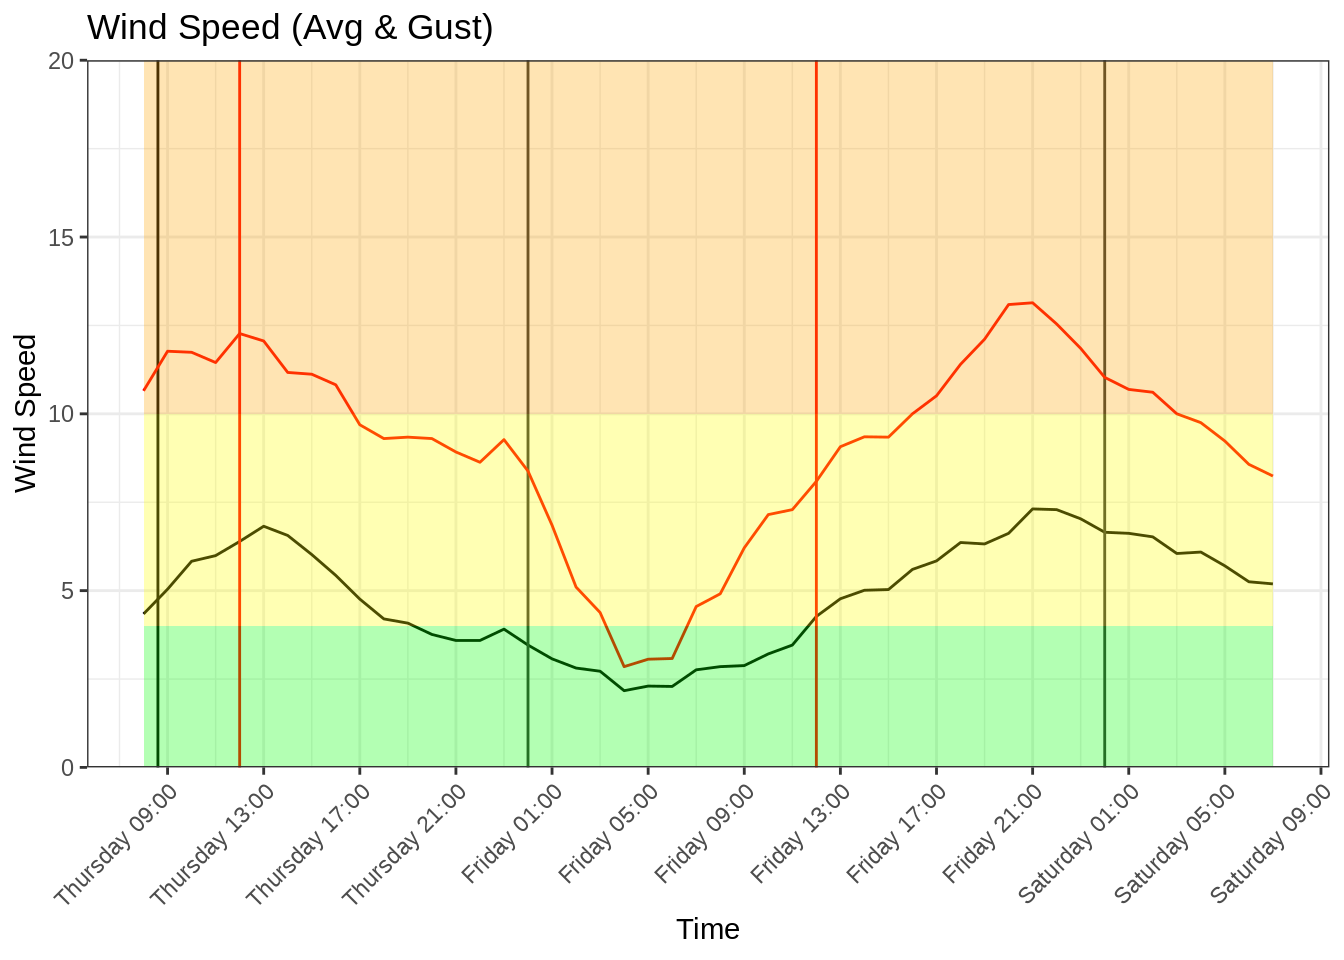 Wind Speed (Avg & Gust)
20
15
10
5
0
Wind Speed
Thursday 09:00
Thursday 13:00
Thursday 17:00
Thursday 21:00
Friday 01:00
Friday 05:00
Friday 09:00
Friday 13:00
Friday 17:00
Friday 21:00
Saturday 01:00
Saturday 05:00
Saturday 09:00
Time